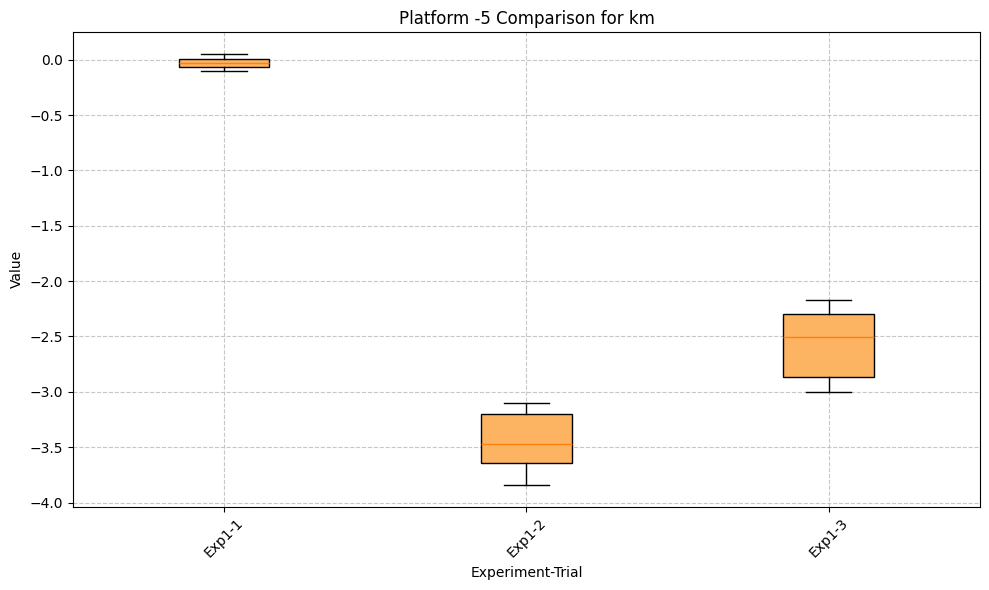 Platform -5 Comparison for km
0.0
−0.5
−1.0
−1.5
−2.0
−2.5
−3.0
−3.5
−4.0
Value
Exp1-1
Exp1-2
Exp1-3
Experiment-Trial